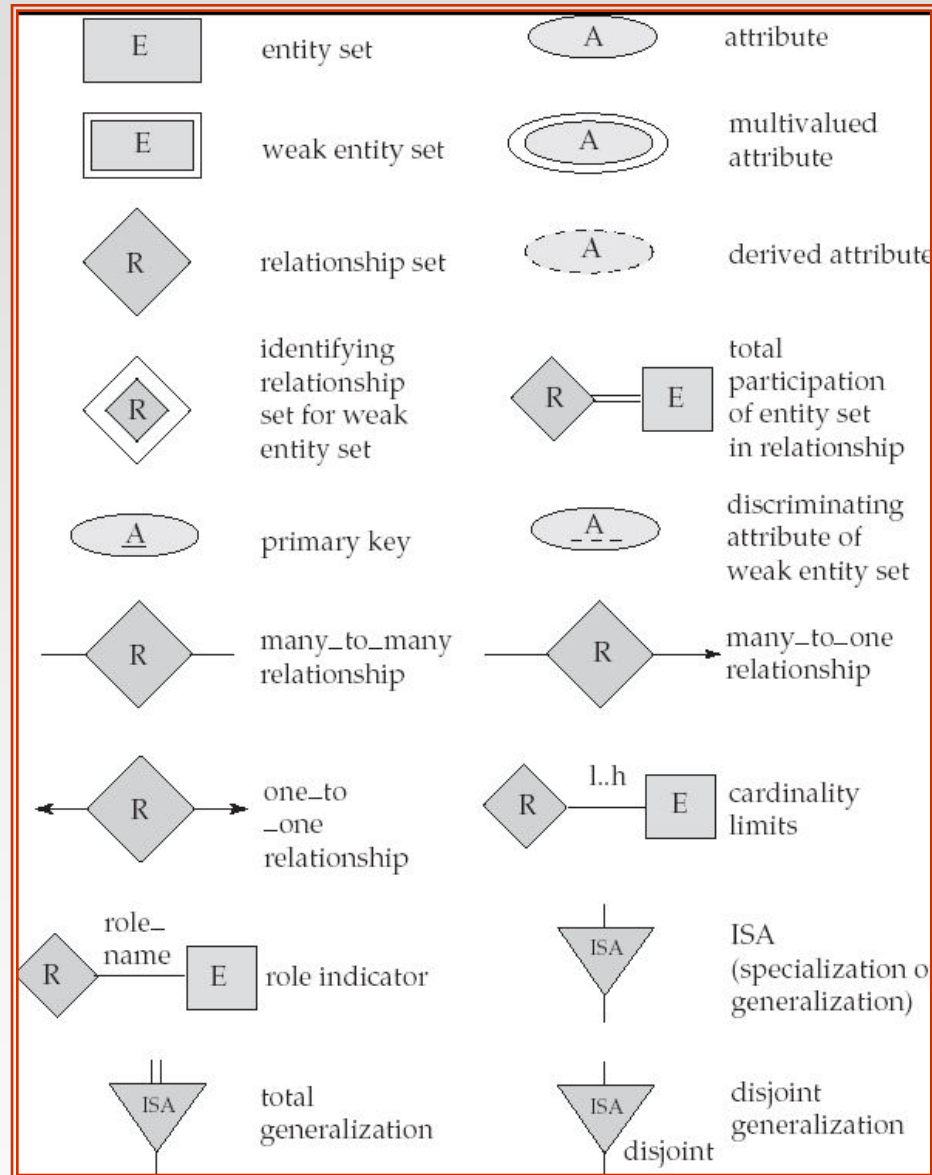 E
entity set
A
attribute
E
weak entity set
A
multivalued
attribute
R
relationship set
A
derived attribute
R
identifying
relationship
set for weak
entity set
R
E
total
participation
of entity set
in relationship
A
primary key
A
discriminating
attribute of
weak entity set
R
many_to_many
relationship
R
many_to_one
relationship
R
one_to
_one
relationship
R
l..h
E
cardinality
limits
R
role_
name
E
role indicator
ISA
ISA
(specialization o
generalization)
ISA
total
generalization
ISA
disjoint
disjoint
generalization